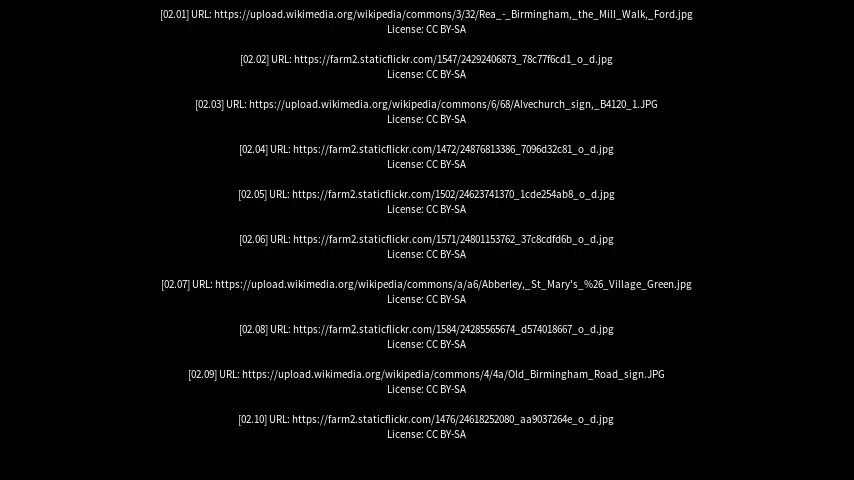 [02.01] URL: https://upload.wikimedia.org/wikipedia/commons/3/32/Rea_-_Birmingham,_the_Mill_Walk,_Ford.jpg
License: CC BY-SA
[02.02] URL: https://farm2.staticflickr.com/1547/24292406873_78c77f6cd1_o_d.jpg
License: CC BY-SA
[02.03] URL: https://upload.wikimedia.org/wikipedia/commons/6/68/Alvechurch_sign,_B4120_1.JPG
License: CC BY-SA
[02.04] URL: https://farm2.staticflickr.com/1472/24876813386_7096d32c81_o_d.jpg
License: CC BY-SA
[02.05] URL: https://farm2.staticflickr.com/1502/24623741370_1cde254ab8_o_d.jpg
License: CC BY-SA
[02.06] URL: https://farm2.staticflickr.com/1571/24801153762_37c8cdfd6b_o_d.jpg
License: CC BY-SA
[02.07] URL: https://upload.wikimedia.org/wikipedia/commons/a/a6/Abberley,_St_Mary's_%26_Village_Green.jpg
License: CC BY-SA
[02.08] URL: https://farm2.staticflickr.com/1584/24285565674_d574018667_o_d.jpg
License: CC BY-SA
[02.09] URL: https://upload.wikimedia.org/wikipedia/commons/4/4a/Old_Birmingham_Road_sign.JPG
License: CC BY-SA
[02.10] URL: https://farm2.staticflickr.com/1476/24618252080_aa9037264e_o_d.jpg
License: CC BY-SA